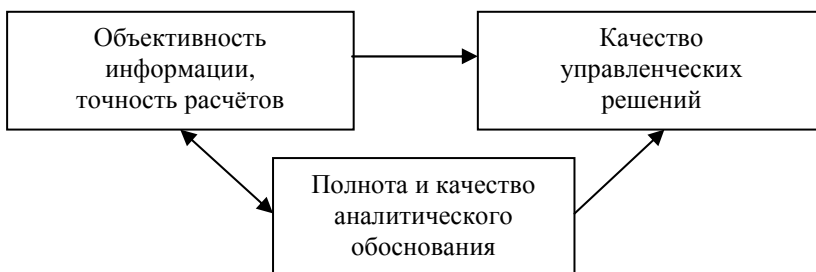 Объективность
информации,
точность расчётов
Качество
управленческих
решений
Полнота и качество
аналитического
обоснования